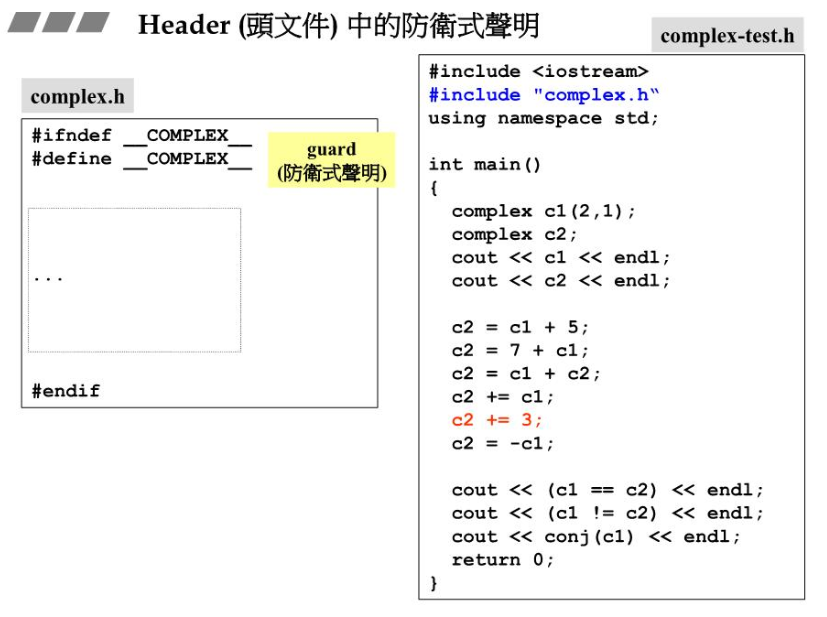 Header (頭文件) 中的防衛式聲明
complex.h
#ifndef __COMPLEX__
#define __COMPLEX__
guard
(防衛式聲明)
...
#endif
complex-test.h
#include <iostream>
#include "complex.h‟
using namespace std;
int main()
{
complex c1(2,1);
complex c2;
cout << c1 << endl;
cout << c2 << endl;
c2 = c1 + 5;
c2 = 7 + c1;
c2 = c1 + c2;
c2 += c1;
c2 += 3;
c2 = -c1;
cout << (c1 == c2) << endl;
cout << (c1 != c2) << endl;
cout << conj(c1) << endl;
return 0;
}